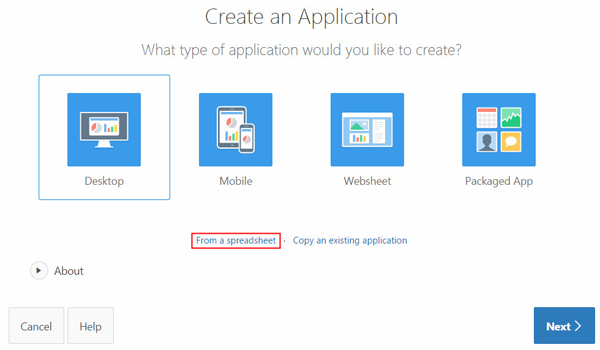 Create an Application
What type of application would you like to create?
Desktop Mobile Websheet Packaged App
From a spreadsheet · Copy an existing application
About
Cancel Help Next